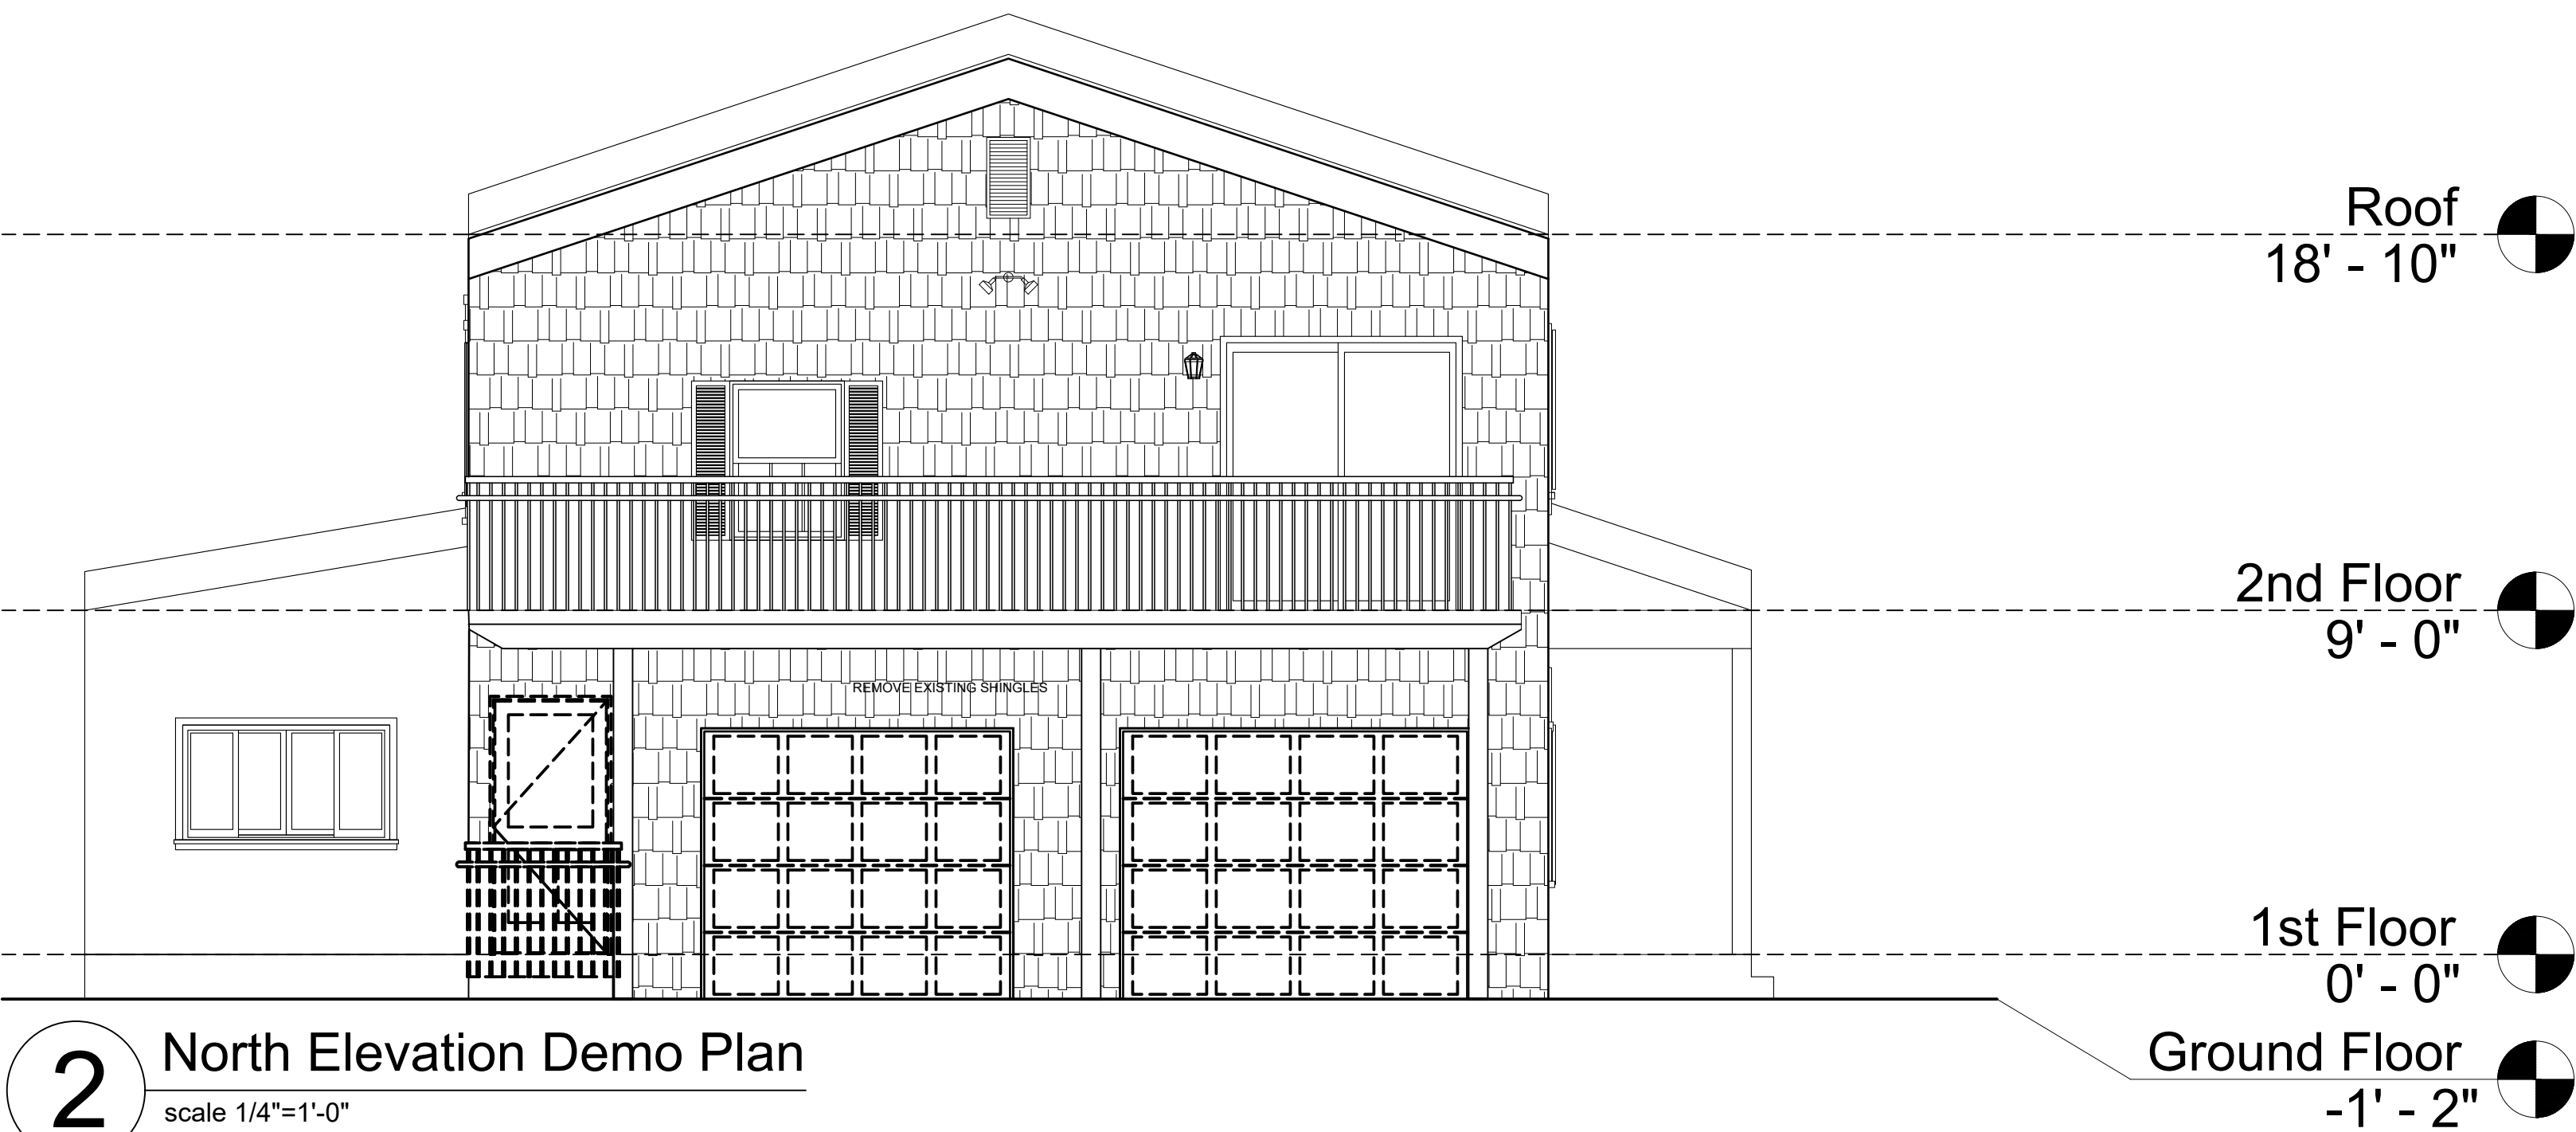 Roof
18' - 10"
2nd Floor
9' - 0"
REMOVE EXISTING SHINGLES
1st Floor
0' - 0"
Ground Floor
-1' - 2"
2
North Elevation Demo Plan
scale 1/4"=1'-0"